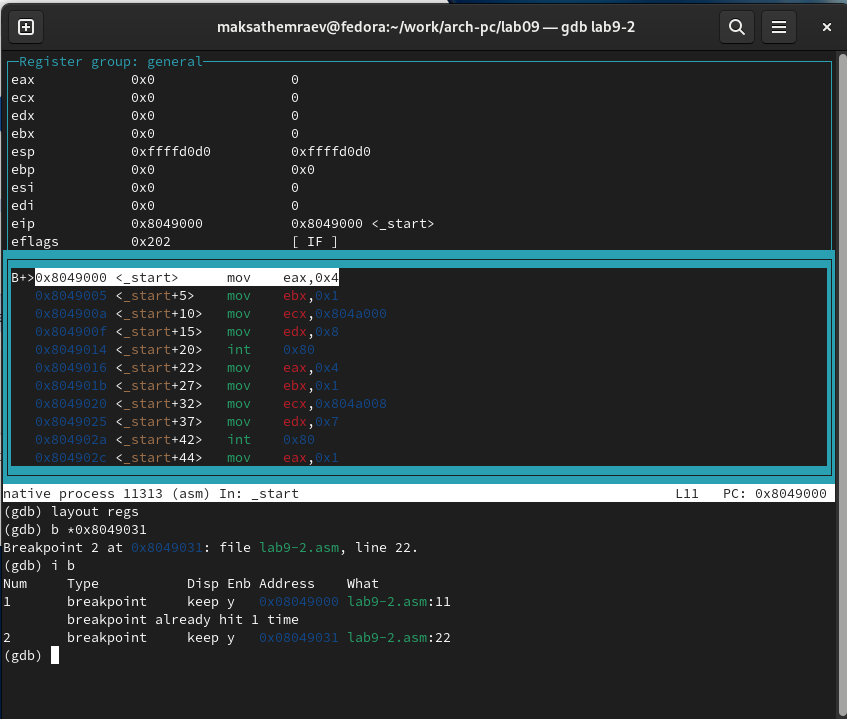 maksathemraev@fedora:~/work/arch-pc/lab09 — gdb lab9-2
Register group: general
eax 0x0 0
ecx 0x0 0
edx 0x0 0
ebx 0x0 0
esp 0xffffd0d0 0xffffd0d0
ebp 0x0 0x0
esi 0x0 0
edi 0x0 0
eip 0x8049000 0x8049000 <_start>
eflags 0x202 [ IF ]
B+>0x8049000 <_start> mov eax,0x4
0x8049005 <_start+5> mov ebx,0x1
0x804900a <_start+10> mov ecx,0x804a000
0x804900f <_start+15> mov edx,0x8
0x8049014 <_start+20> int 0x80
0x8049016 <_start+22> mov eax,0x4
0x804901b <_start+27> mov ebx,0x1
0x8049020 <_start+32> mov ecx,0x804a008
0x8049025 <_start+37> mov edx,0x7
0x804902a <_start+42> int 0x80
0x804902c <_start+44> mov eax,0x1
native process 11313 (asm) In: _start L11 PC: 0x8049000
(gdb) layout regs
(gdb) b *0x8049031
Breakpoint 2 at 0x8049031: file lab9-2.asm, line 22.
(gdb) i b
Num Type Disp Enb Address What
1 breakpoint keep y 0x08049000 lab9-2.asm:11
breakpoint already hit 1 time
2 breakpoint keep y 0x08049031 lab9-2.asm:22
(gdb)